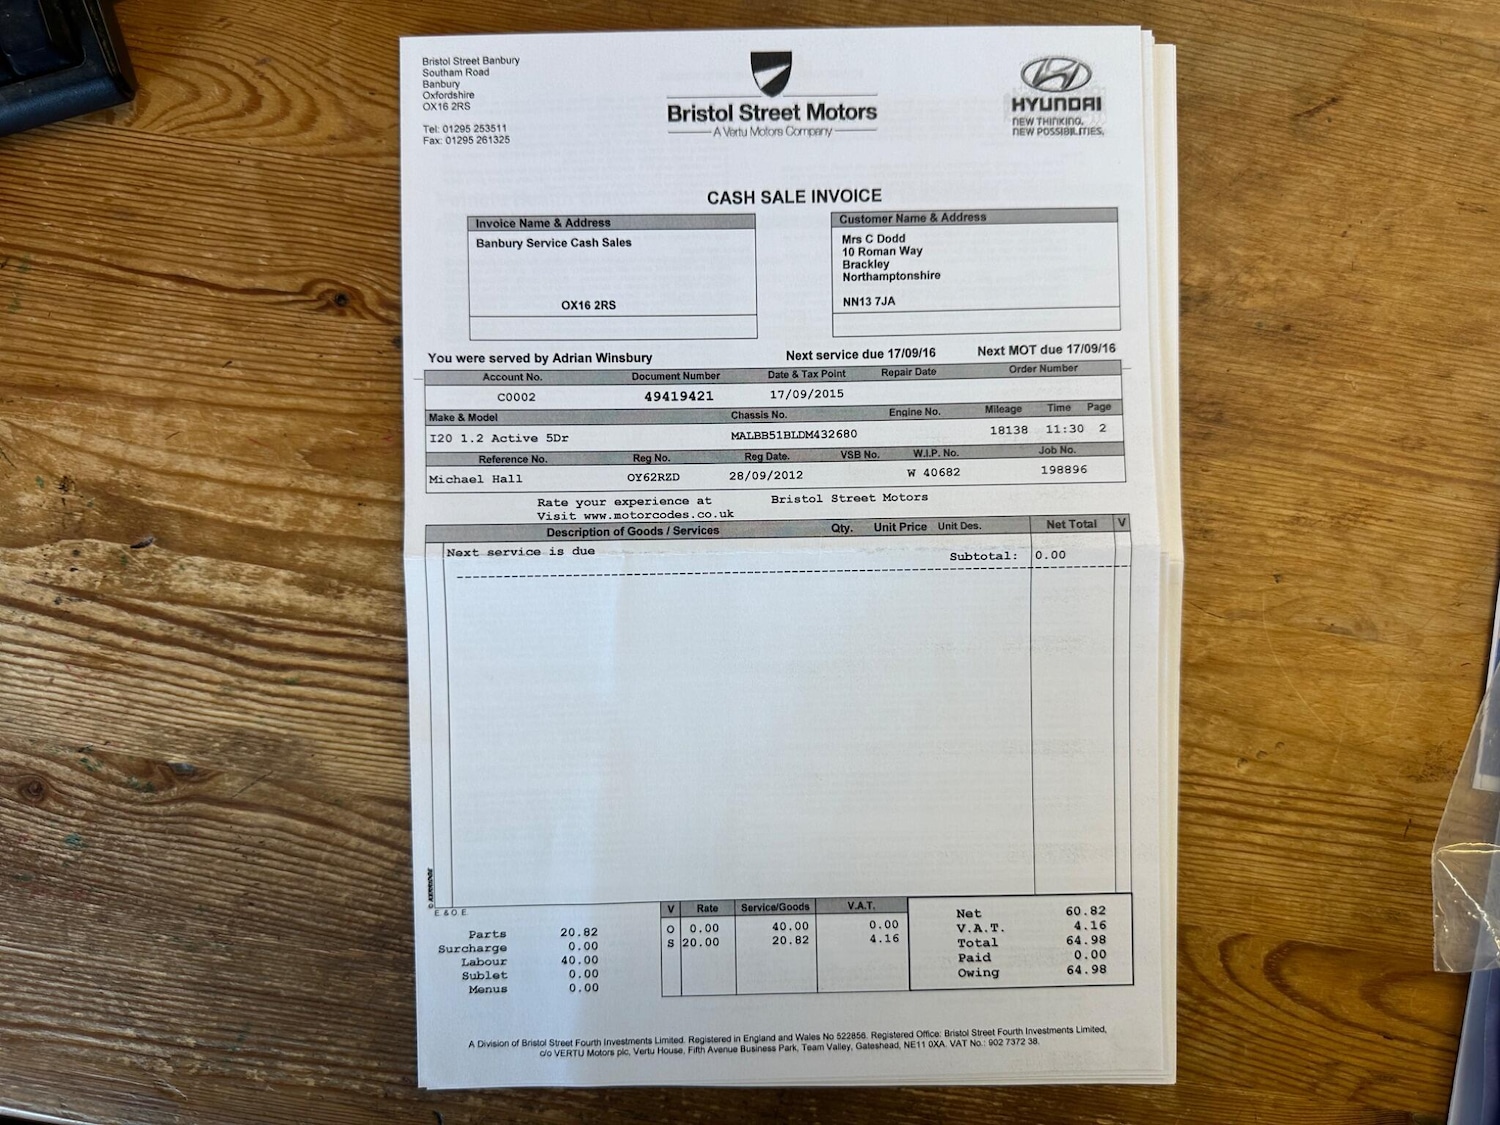 Bristol Street Banbury
Southam Road
Banbury
Oxfordshire
OX16 2RS
Tel: 01295 253511
Fax: 01295 261325
Bristol Street Motors
A Vertu Motors Company
HYUNDAI
NEW THINKING.
NEW POSSIBILITIES.
CASH SALE INVOICE
Invoice Name & Address
Banbury Service Cash Sales
OX16 2RS
Customer Name & Address
Mrs C Dodd
10 Roman Way
Brackley
Northamptonshire
NN13 7JA
You were served by Adrian Winsbury Next service due 17/09/16 Next MOT due 17/09/16
Account No. Document Number Date & Tax Point Repair Date Order Number
C0002 49419421 17/09/2015
Make & Model Chassis No. Engine No. Mileage Time Page
I20 1.2 Active 5Dr MALBB51BLDM432680 18138 11:30 2
Reference No. Reg No. Reg Date. VSB No. W.I.P. No. Job No.
Michael Hall OY62RZD 28/09/2012 W 40682 198896
Rate your experience at Bristol Street Motors
Visit www.motorcodes.co.uk
Description of Goods / Services Qty. Unit Price Unit Des. Net Total V
Next service is due Subtotal: 0.00
E. & O. E.
Parts 20.82
Surcharge 0.00
Labour 40.00
Sublet 0.00
Menus 0.00
V Rate Service/Goods V.A.T.
O 0.00 40.00 0.00
S 20.00 20.82 4.16
Net 60.82
V.A.T. 4.16
Total 64.98
Paid 0.00
Owing 64.98
A Division of Bristol Street Fourth Investments Limited. Registered in England and Wales No 522856. Registered Office: Bristol Street Fourth Investments Limited,
c/o VERTU Motors plc, Vertu House, Fifth Avenue Business Park, Team Valley, Gateshead, NE11 0XA. VAT No.: 902 7372 38.